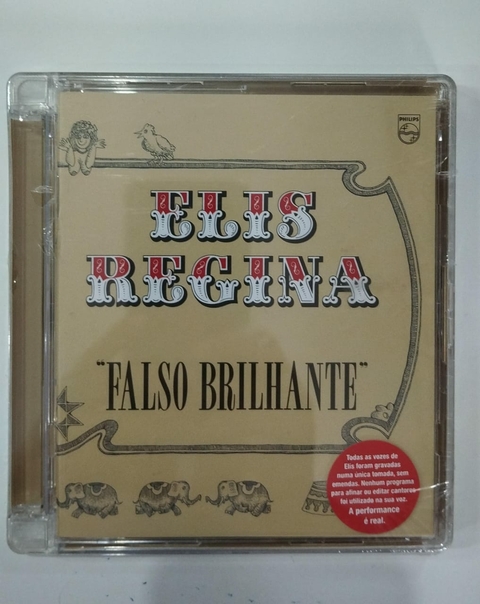 PHILIPS
ELIS
REGINA
"FALSO BRILHANTE"
Todas as vozes de
Elis foram gravadas
numa única tomada, sem
emendas. Nenhum programa
para afinar ou editar cantoras
foi utilizado na sua voz.
A performance
é real.